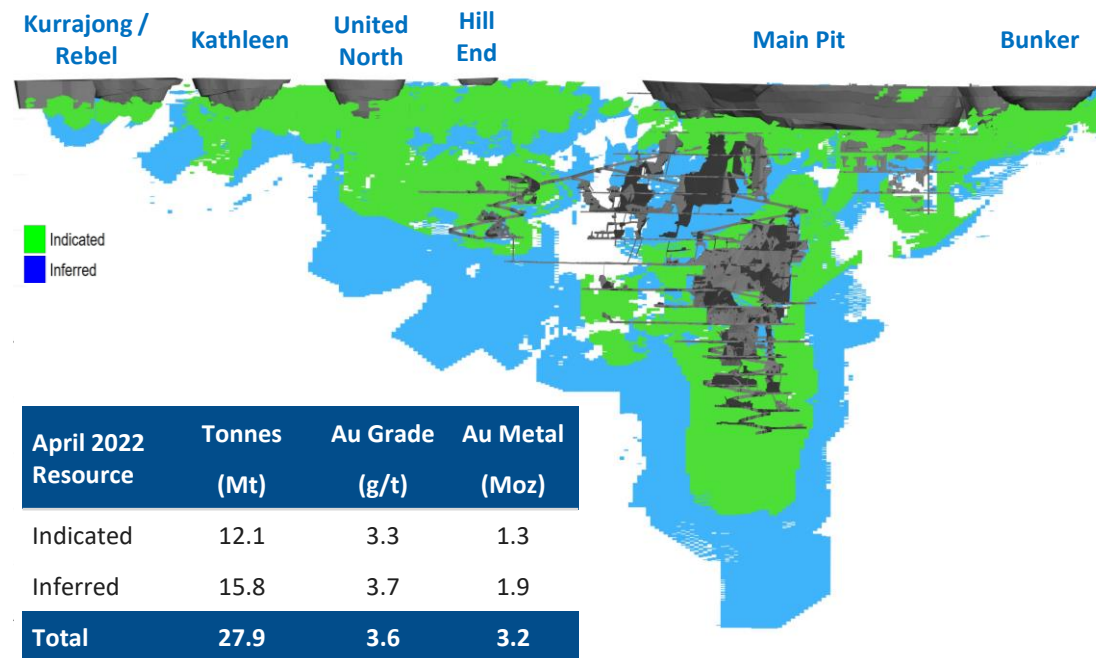 Kurrajong /
Rebel
Kathleen
United
North
Hill
End
Main Pit
Bunker
Indicated
Inferred
April 2022
Resource
Tonnes
(Mt)
Au Grade
(g/t)
Au Metal
(Moz)
Indicated 12.1 3.3 1.3
Inferred 15.8 3.7 1.9
Total 27.9 3.6 3.2